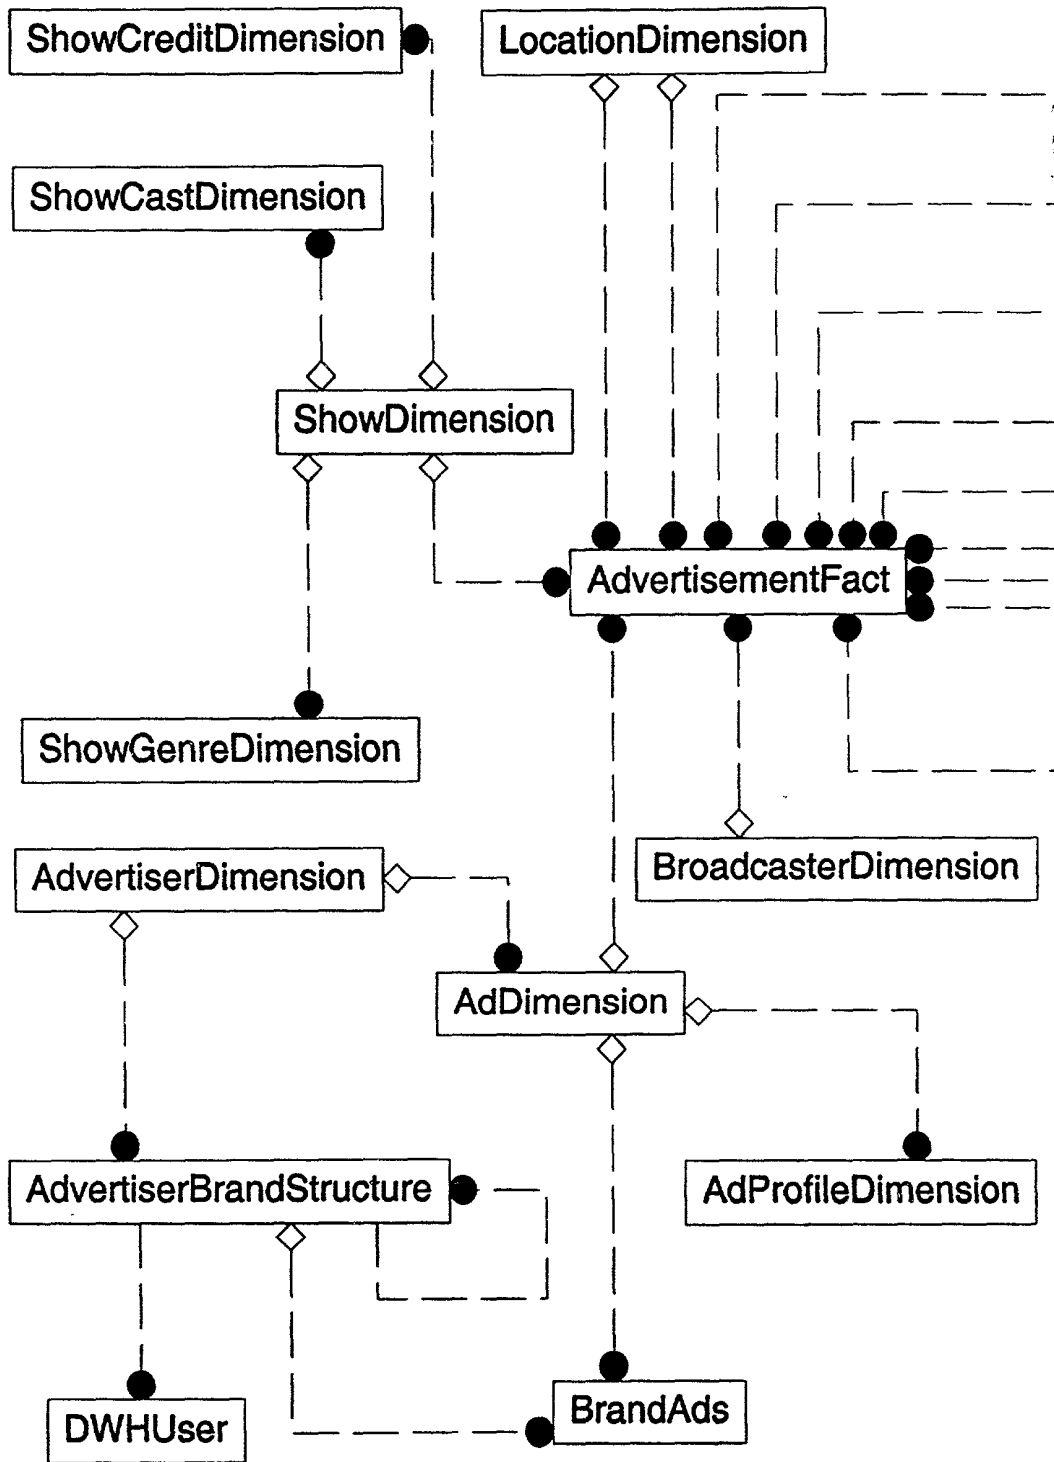 ShowCreditDimension
LocationDimension
ShowCastDimension
ShowDimension
AdvertisementFact
ShowGenreDimension
AdvertiserDimension
BroadcasterDimension
AdDimension
AdvertiserBrandStructure
AdProfileDimension
BrandAds
DWHUser